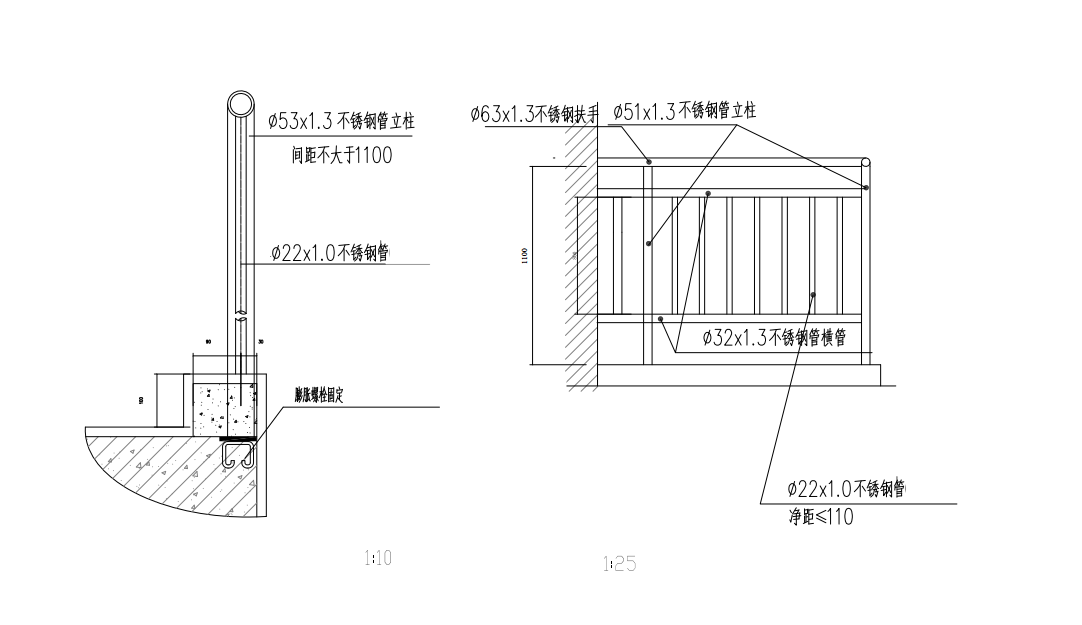 Ø53x1.3 不锈钢管立柱
间距不大于1100
Ø22x1.0不锈钢管
膨胀螺栓固定
1:10
Ø63x1.3不锈钢扶手
Ø51x1.3不锈钢管立柱
1100
Ø32x1.3不锈钢管横管
Ø22x1.0不锈钢管
净距≤110
1:25